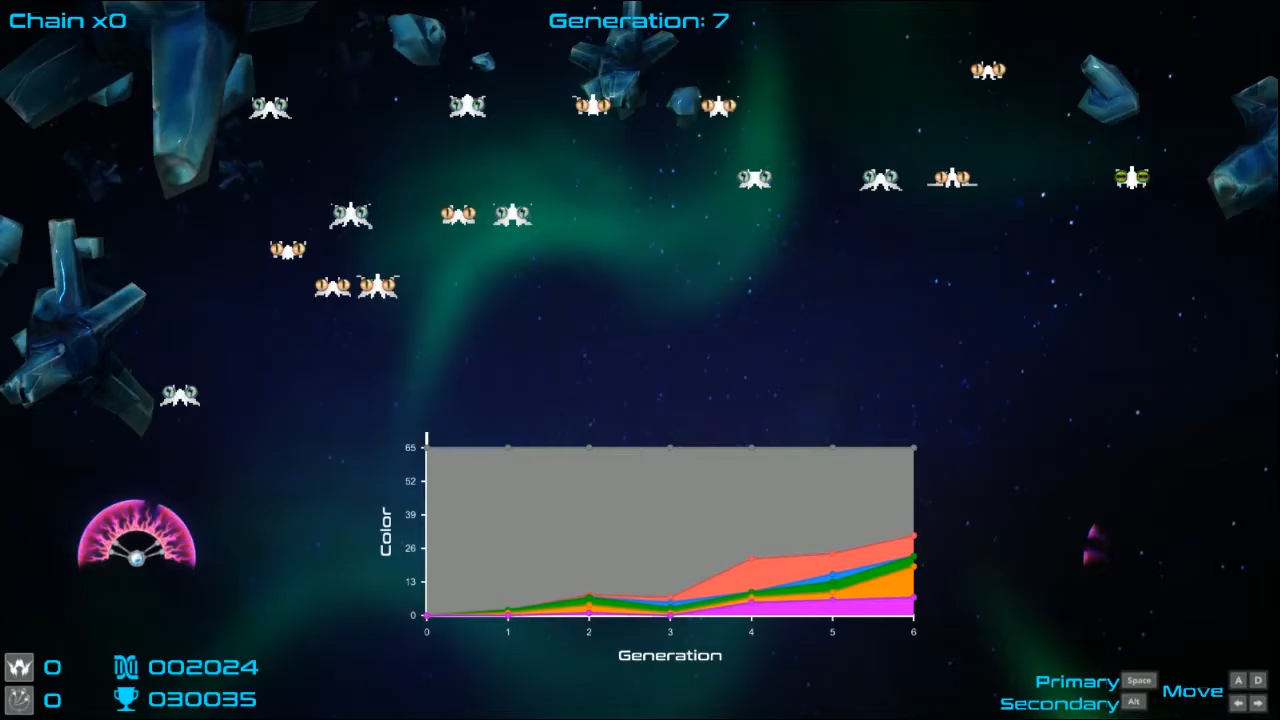 Chain x0
Generation: 7
65
52
39
26
13
0
Color
0 1 2 3 4 5 6
Generation
0 002024
0 030035
Primary Space
Secondary Alt
Move A D